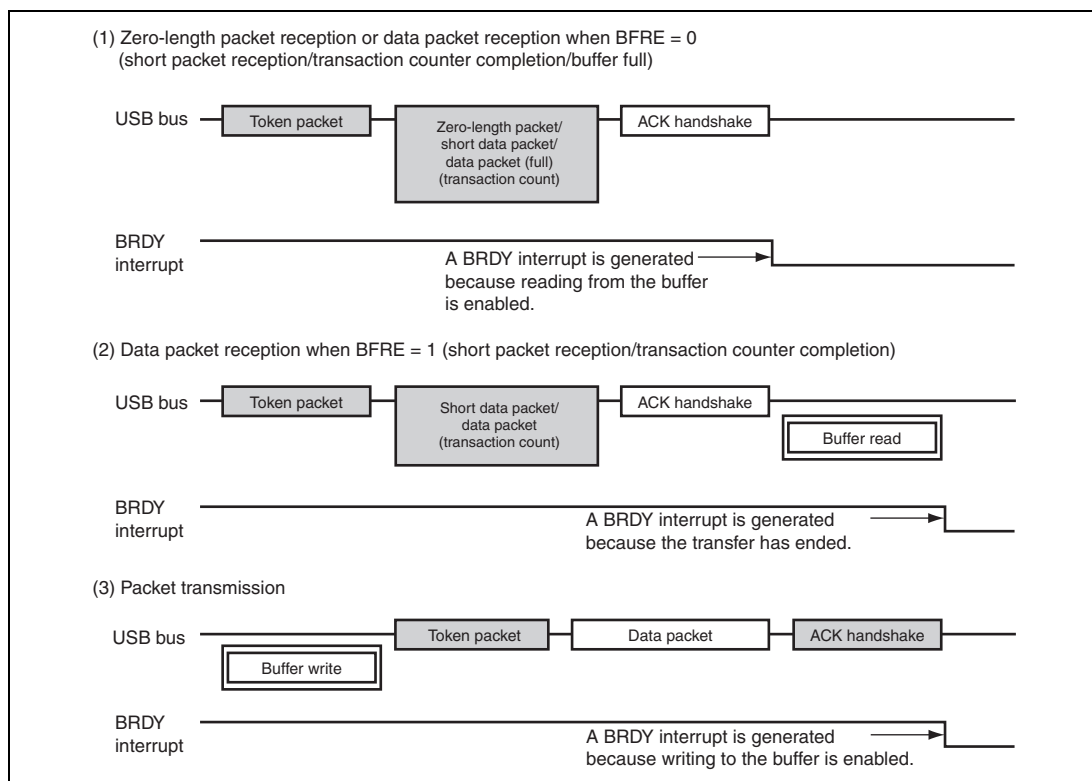 (1) Zero-length packet reception or data packet reception when BFRE = 0
(short packet reception/transaction counter completion/buffer full)
USB bus
Token packet
Zero-length packet/
short data packet/
data packet (full)
(transaction count)
ACK handshake
BRDY
interrupt
A BRDY interrupt is generated
because reading from the buffer
is enabled.
(2) Data packet reception when BFRE = 1 (short packet reception/transaction counter completion)
USB bus
Token packet
Short data packet/
data packet
(transaction count)
ACK handshake
Buffer read
BRDY
interrupt
A BRDY interrupt is generated
because the transfer has ended.
(3) Packet transmission
USB bus
Token packet
Data packet
ACK handshake
Buffer write
BRDY
interrupt
A BRDY interrupt is generated
because writing to the buffer is enabled.